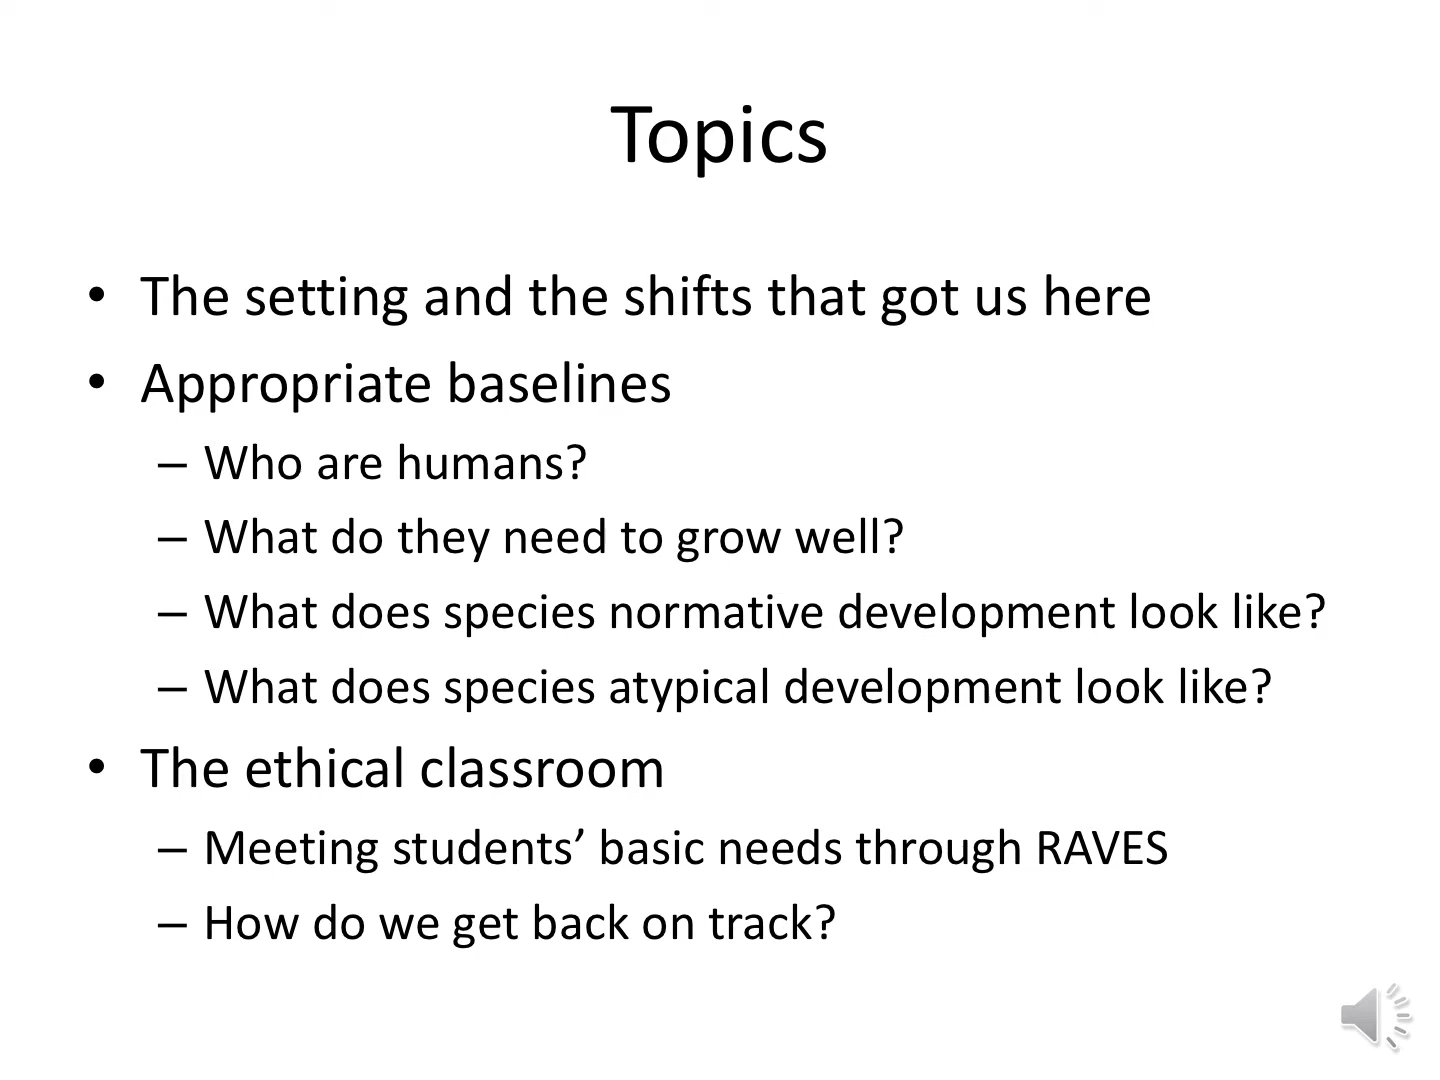 Topics
• The setting and the shifts that got us here
• Appropriate baselines
– Who are humans?
– What do they need to grow well?
– What does species normative development look like?
– What does species atypical development look like?
• The ethical classroom
– Meeting students’ basic needs through RAVES
– How do we get back on track?